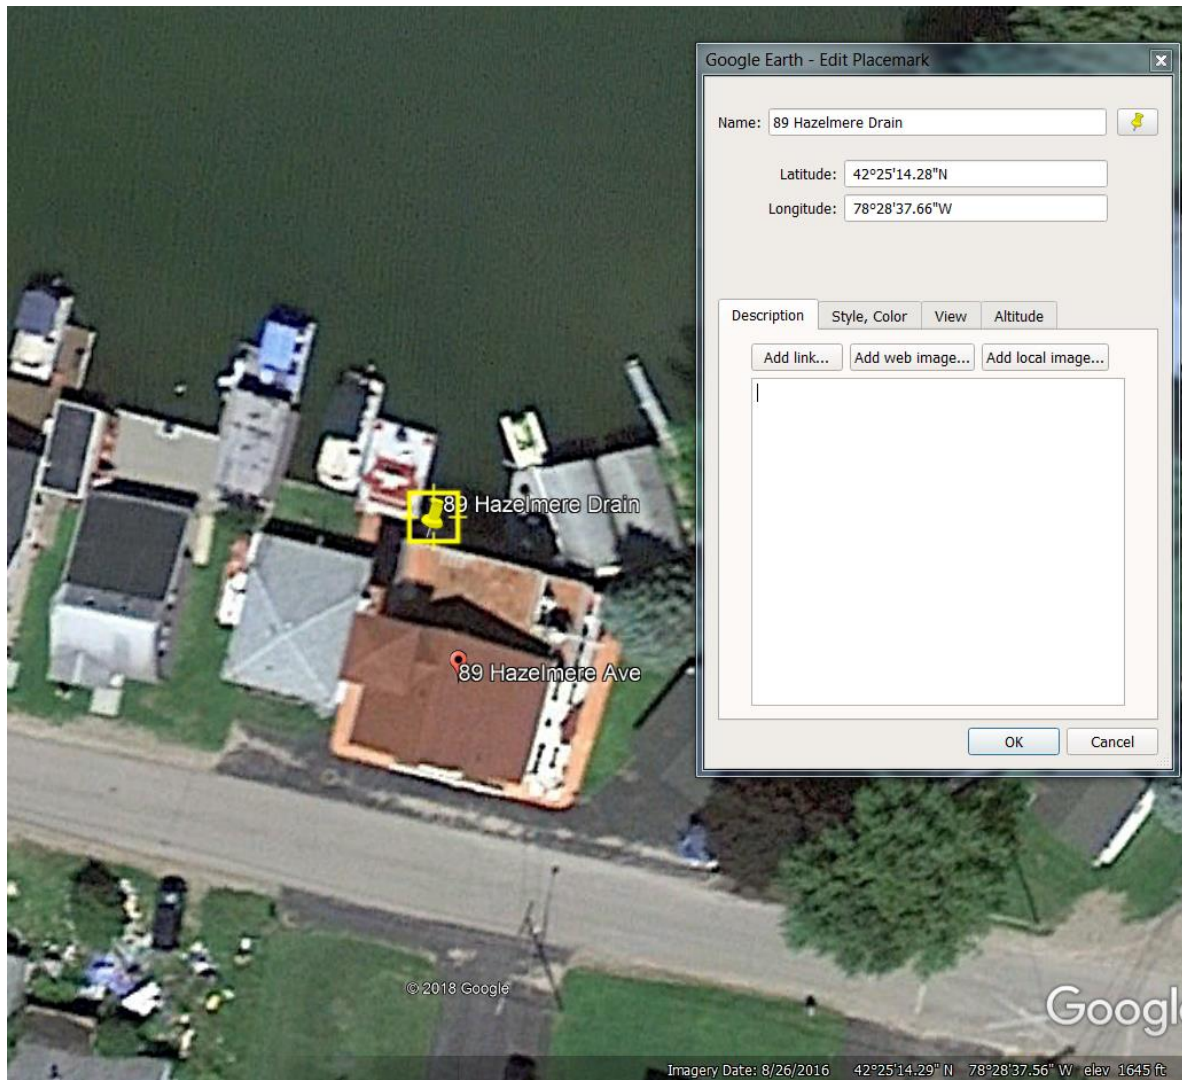 Google Earth - Edit Placemark
Name: 89 Hazelmere Drain
Latitude: 42°25'14.28"N
Longitude: 78°28'37.66"W
Description Style, Color View Altitude
Add link... Add web image... Add local image...
89 Hazelmere Drain
89 Hazelmere Ave
OK Cancel
© 2018 Google
Google
Imagery Date: 8/26/2016 42°25'14.29" N 78°28'37.56" W elev 1645 ft